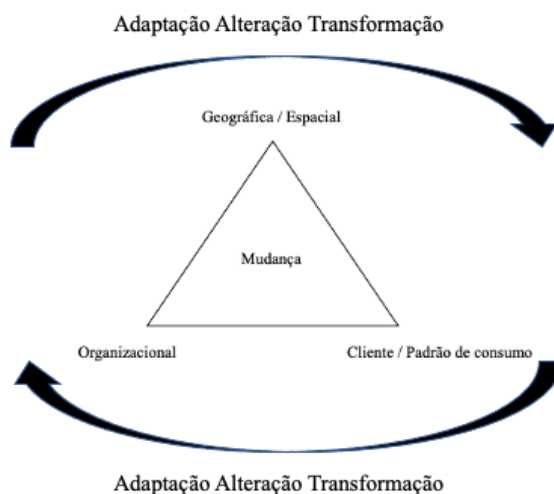 Adaptação Alteração Transformação
Geográfica / Espacial
Mudança
Organizacional
Cliente / Padrão de consumo
Adaptação Alteração Transformação